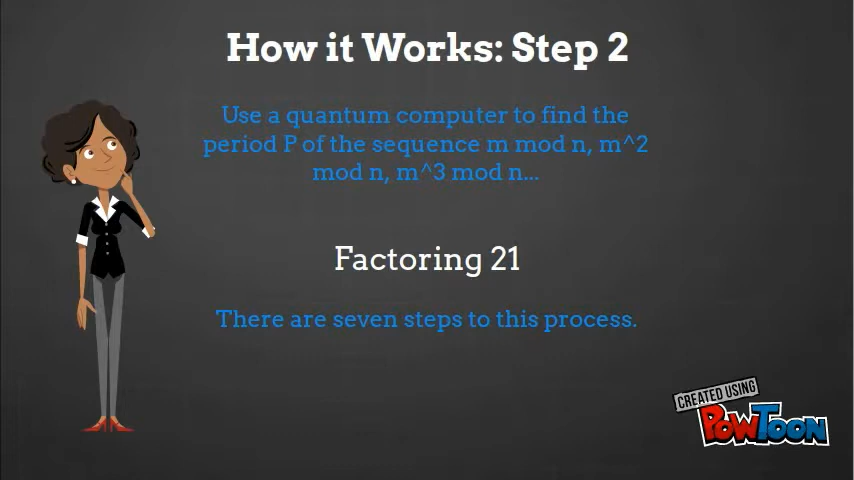 How it Works: Step 2
Use a quantum computer to find the
period P of the sequence m mod n, m^2
mod n, m^3 mod n...
Factoring 21
There are seven steps to this process.
CREATED USING
POWTOON